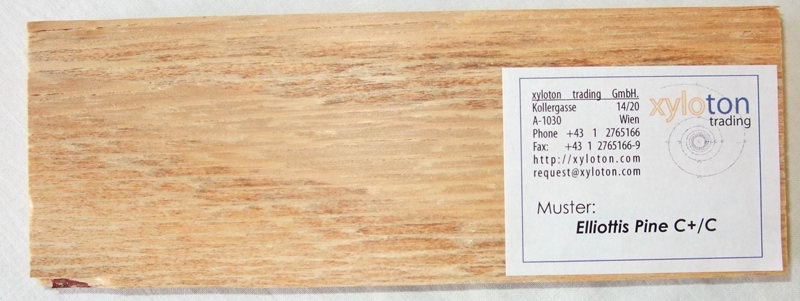 xyloton trading GmbH.
Kollergasse 14/20
A-1030 Wien
Phone +43 1 2765166
Fax: +43 1 2765166-9
http://xyloton.com
request@xyloton.com
xyloton
trading
Muster:
Elliottis Pine C+/C